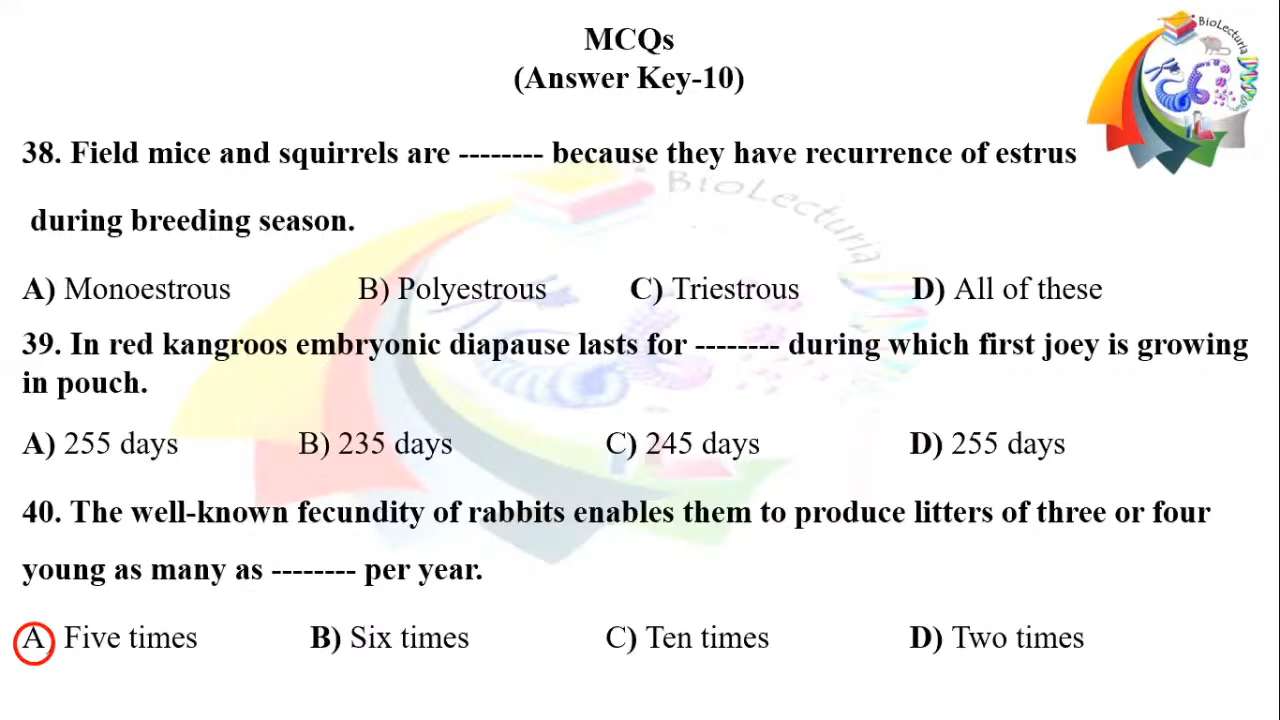 MCQs
(Answer Key-10)
BioLecturia
38. Field mice and squirrels are -------- because they have recurrence of estrus
during breeding season.
BioLecturia
A) Monoestrous B) Polyestrous C) Triestrous D) All of these
39. In red kangroos embryonic diapause lasts for -------- during which first joey is growing
in pouch.
A) 255 days B) 235 days C) 245 days D) 255 days
40. The well-known fecundity of rabbits enables them to produce litters of three or four
young as many as -------- per year.
A Five times B) Six times C) Ten times D) Two times